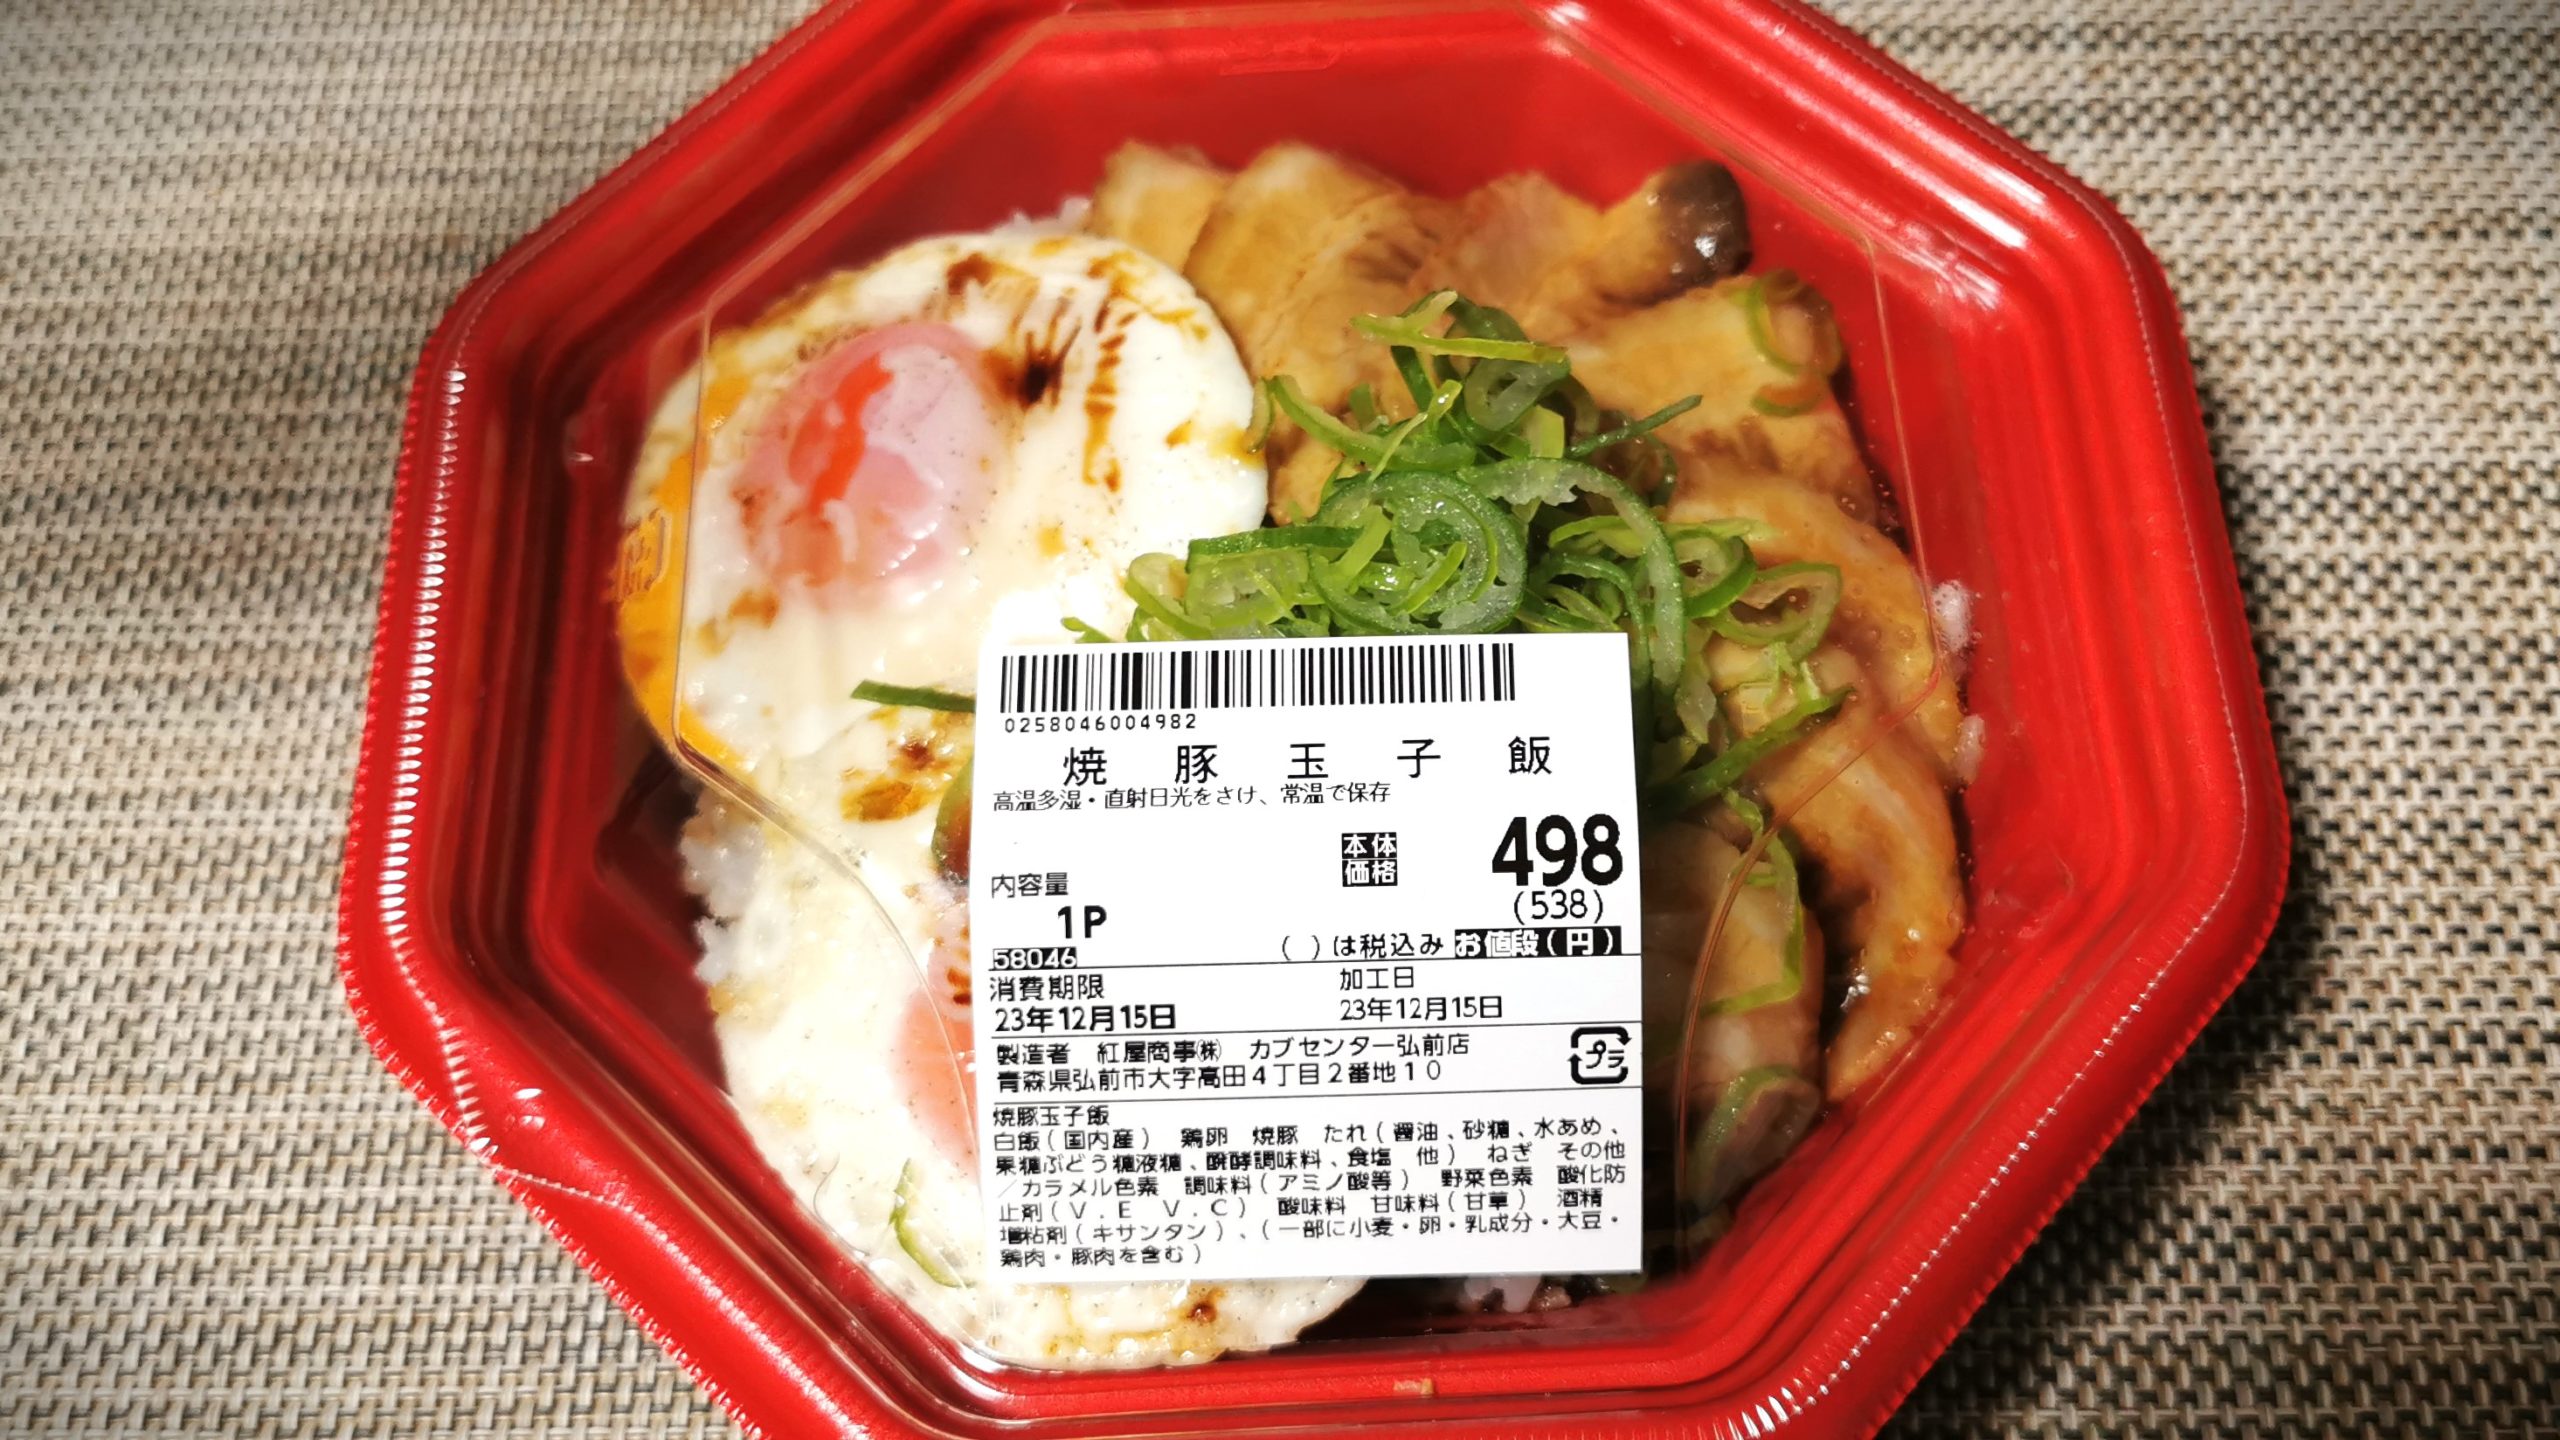 0258046004982
焼豚玉子飯
高温多湿・直射日光をさけ、常温で保存
本体価格 498
(538)
内容量
1P
58046 ( )は税込み お値段(円)
消費期限 加工日
23年12月15日 23年12月15日
製造者 紅屋商事㈱ カブセンター弘前店
青森県弘前市大字高田4丁目2番地10
プラ
焼豚玉子飯
白飯(国内産) 鶏卵 焼豚 たれ(醤油、砂糖、水あめ、
果糖ぶどう糖液糖、醗酵調味料、食塩 他) ねぎ その他
/カラメル色素 調味料(アミノ酸等) 野菜色素 酸化防
止剤(V.E V.C) 酸味料 甘味料(甘草) 酒精
増粘剤(キサンタン)、(一部に小麦・卵・乳成分・大豆・
鶏肉・豚肉を含む)